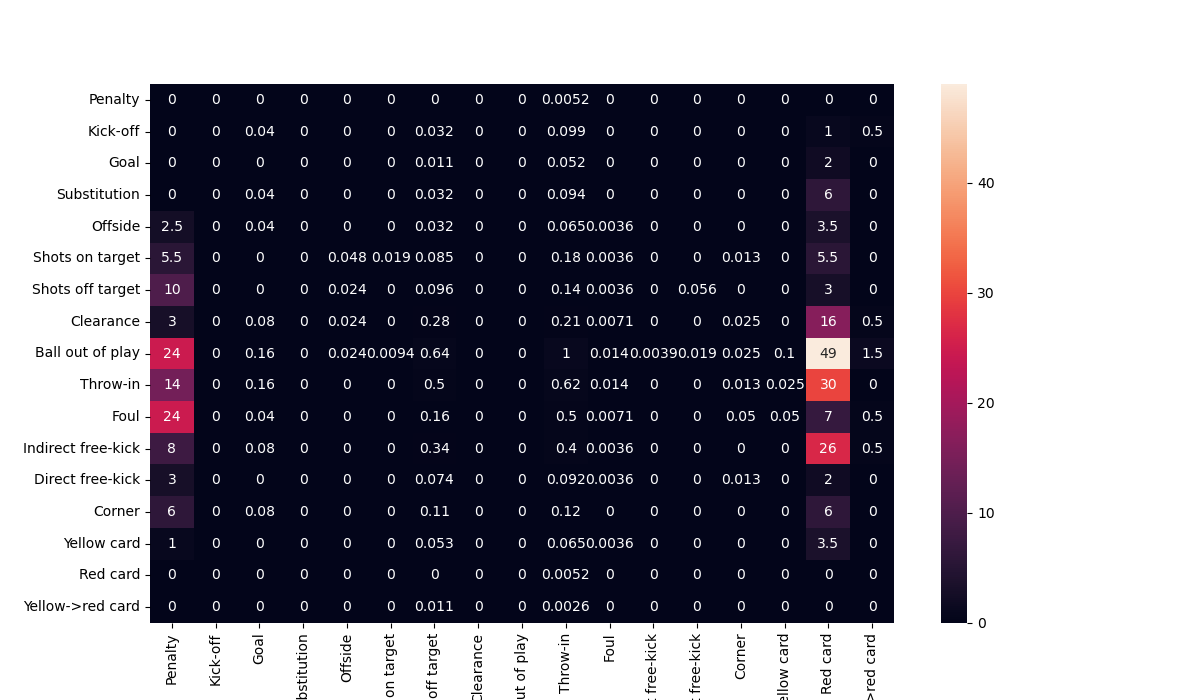 Penalty 0 0 0 0 0 0 0 0 0 0.0052 0 0 0 0 0 0 0
Kick-off 0 0 0.04 0 0 0 0.032 0 0 0.099 0 0 0 0 0 1 0.5
Goal 0 0 0 0 0 0 0.011 0 0 0.052 0 0 0 0 0 2 0
Substitution 0 0 0.04 0 0 0 0.032 0 0 0.094 0 0 0 0 0 6 0
Offside 2.5 0 0.04 0 0 0 0.032 0 0 0.065 0.0036 0 0 0 0 3.5 0
Shots on target 5.5 0 0 0 0.048 0.019 0.085 0 0 0.18 0.0036 0 0 0.013 0 5.5 0
Shots off target 10 0 0 0 0.024 0 0.096 0 0 0.14 0.0036 0 0.056 0 0 3 0
Clearance 3 0 0.08 0 0.024 0 0.28 0 0 0.21 0.0071 0 0 0.025 0 16 0.5
Ball out of play 24 0 0.16 0 0.024 0.0094 0.64 0 0 1 0.014 0.0039 0.019 0.025 0.1 49 1.5
Throw-in 14 0 0.16 0 0 0 0.5 0 0 0.62 0.014 0 0 0.013 0.025 30 0
Foul 24 0 0.04 0 0 0 0.16 0 0 0.5 0.0071 0 0 0.05 0.05 7 0.5
Indirect free-kick 8 0 0.08 0 0 0 0.34 0 0 0.4 0.0036 0 0 0 0 26 0.5
Direct free-kick 3 0 0 0 0 0 0.074 0 0 0.092 0.0036 0 0 0.013 0 2 0
Corner 6 0 0.08 0 0 0 0.11 0 0 0.12 0 0 0 0 0 6 0
Yellow card 1 0 0 0 0 0 0.053 0 0 0.065 0.0036 0 0 0 0 3.5 0
Red card 0 0 0 0 0 0 0 0 0 0.0052 0 0 0 0 0 0 0
Yellow->red card 0 0 0 0 0 0 0.011 0 0 0.0026 0 0 0 0 0 0 0
Penalty
Kick-off
Goal
Offside
on target
off target
Clearance
of play
Throw-in
Foul
free-kick
free-kick
Corner
card
Red card
card
40
30
20
10
0